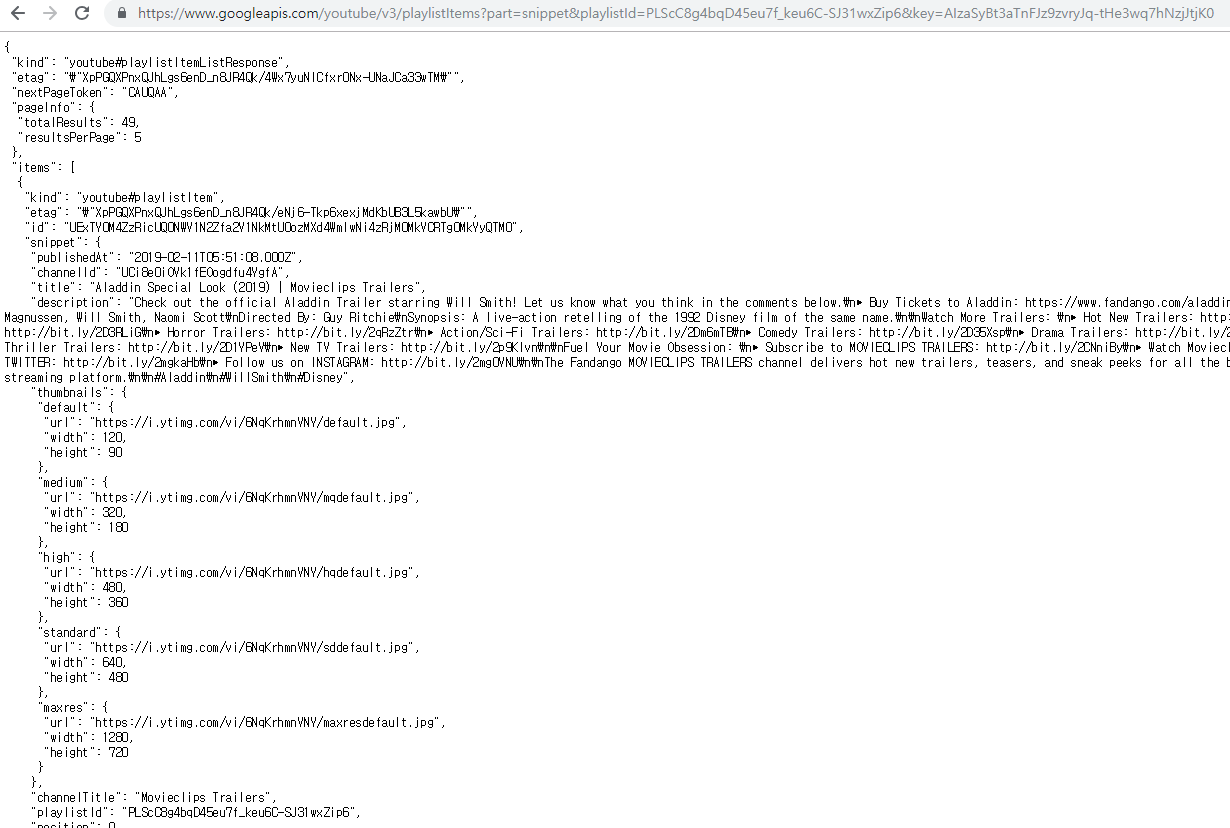 https://www.googleapis.com/youtube/v3/playlistItems?part=snippet&playlistId=PLScC8g4bqD45eu7f_keu6C-SJ31wxZip6&key=AIzaSyBt3aTnFJz9zvryJq-tHe3wq7hNzjJtjK0
{
"kind": "youtube#playlistItemListResponse",
"etag": "₩"XpPGQXPnxQJhLgs6enD_n8JR4Qk/4Wx7yuNICfxrONx-UNaJCa33wTM₩"",
"nextPageToken": "CAUQAA",
"pageInfo": {
"totalResults": 49,
"resultsPerPage": 5
},
"items": [
{
"kind": "youtube#playlistItem",
"etag": "₩"XpPGQXPnxQJhLgs6enD_n8JR4Qk/eNj6-Tkp6xexjMdKbUB3L5kawbU₩"",
"id": "UExTY0M4ZzRicUQ0NWV1N2Zfa2V1NkMtU0ozMXd4WmlwNi4zRjM0MkVCRTg0MkYyQTM0",
"snippet": {
"publishedAt": "2019-02-11T05:51:08.000Z",
"channelId": "UCi8e0iOVk1fEOogdfu4YgfA",
"title": "Aladdin Special Look (2019) | Movieclips Trailers",
"description": "Check out the official Aladdin Trailer starring Will Smith! Let us know what you think in the comments below.₩n► Buy Tickets to Aladdin: https://www.fandango.com/aladdin
Magnussen, Will Smith, Naomi Scott₩nDirected By: Guy Ritchie₩nSynopsis: A live-action retelling of the 1992 Disney film of the same name.₩n₩nWatch More Trailers: ₩n► Hot New Trailers: http
http://bit.ly/2D3RLiG₩n► Horror Trailers: http://bit.ly/2qRzZtr₩n► Action/Sci-Fi Trailers: http://bit.ly/2Dm6mTB₩n► Comedy Trailers: http://bit.ly/2D35Xsp₩n► Drama Trailers: http://bit.ly/2
Thriller Trailers: http://bit.ly/2D1YPeV₩n► New TV Trailers: http://bit.ly/2p9Klvn₩n₩nFuel Your Movie Obsession: ₩n► Subscribe to MOVIECLIPS TRAILERS: http://bit.ly/2CNniBy₩n► Watch Moviecl
TWITTER: http://bit.ly/2mgkaHb₩n► Follow us on INSTAGRAM: http://bit.ly/2mg0VNU₩n₩nThe Fandango MOVIECLIPS TRAILERS channel delivers hot new trailers, teasers, and sneak peeks for all the b
streaming platform.₩n₩n#Aladdin₩n#WillSmith₩n#Disney",
"thumbnails": {
"default": {
"url": "https://i.ytimg.com/vi/6NqKrhmnVNY/default.jpg",
"width": 120,
"height": 90
},
"medium": {
"url": "https://i.ytimg.com/vi/6NqKrhmnVNY/mqdefault.jpg",
"width": 320,
"height": 180
},
"high": {
"url": "https://i.ytimg.com/vi/6NqKrhmnVNY/hqdefault.jpg",
"width": 480,
"height": 360
},
"standard": {
"url": "https://i.ytimg.com/vi/6NqKrhmnVNY/sddefault.jpg",
"width": 640,
"height": 480
},
"maxres": {
"url": "https://i.ytimg.com/vi/6NqKrhmnVNY/maxresdefault.jpg",
"width": 1280,
"height": 720
}
},
"channelTitle": "Movieclips Trailers",
"playlistId": "PLScC8g4bqD45eu7f_keu6C-SJ31wxZip6",
"position": 0